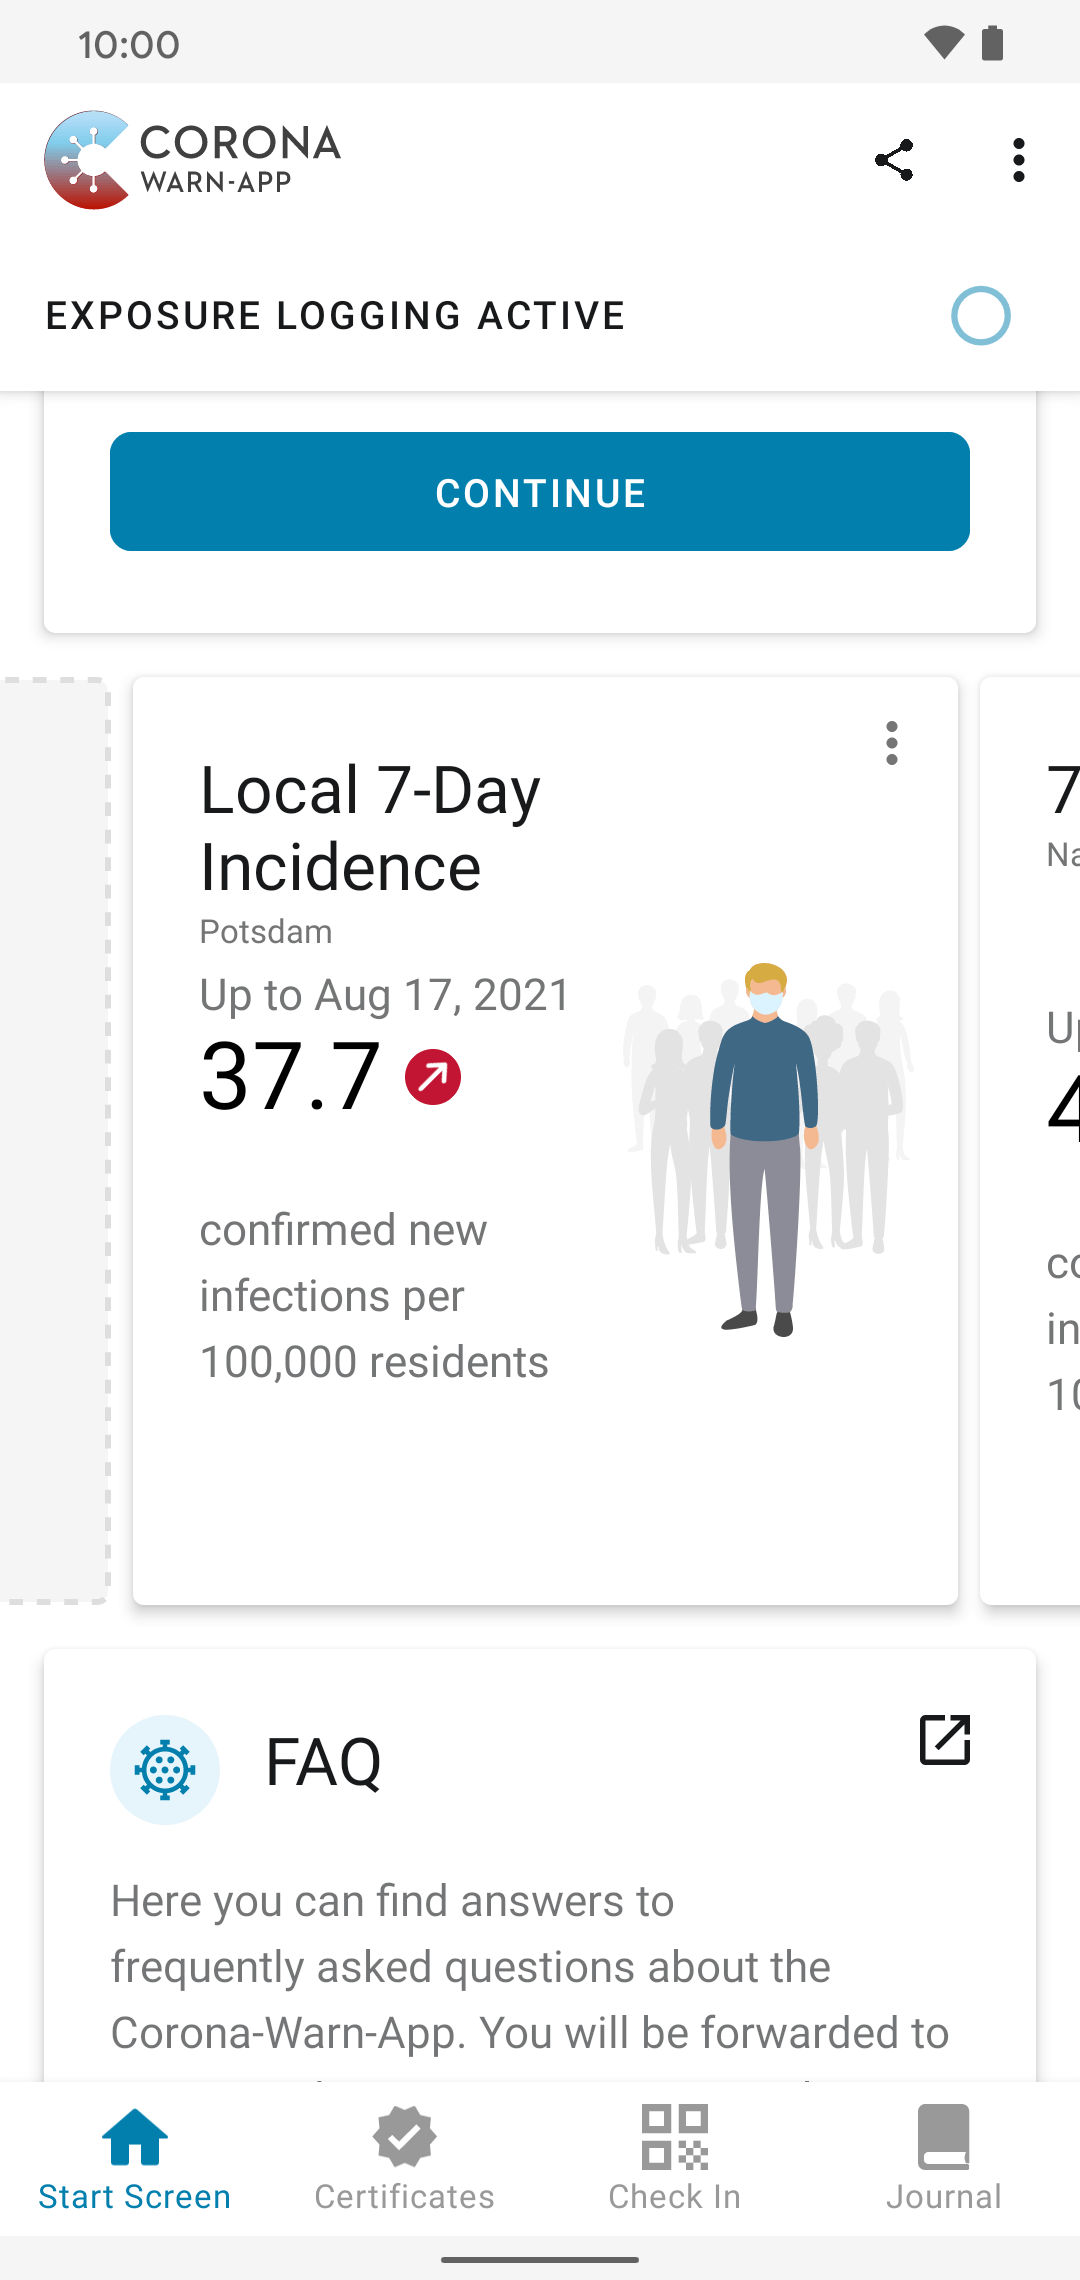 10:00
CORONA
WARN-APP
EXPOSURE LOGGING ACTIVE
CONTINUE
Local 7-Day
Incidence
Potsdam
Up to Aug 17, 2021
37.7
confirmed new
infections per
100,000 residents
7
Na
Up
4
co
in
10
FAQ
Here you can find answers to
frequently asked questions about the
Corona-Warn-App. You will be forwarded to
Start Screen
Certificates
Check In
Journal